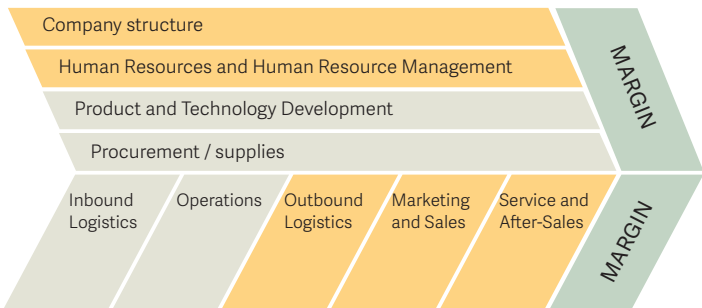 Company structure
Human Resources and Human Resource Management
Product and Technology Development
Procurement / supplies
MARGIN
Inbound
Logistics
Operations
Outbound
Logistics
Marketing
and Sales
Service and
After-Sales
MARGIN